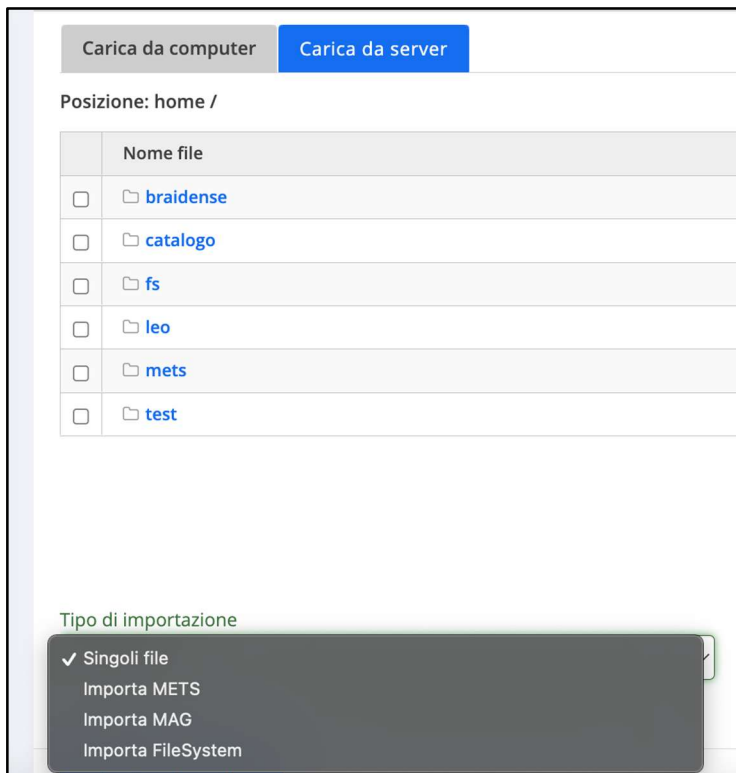 Carica da computer Carica da server
Posizione: home /
Nome file
braidense
catalogo
fs
leo
mets
test
Tipo di importazione
✓ Singoli file
Importa METS
Importa MAG
Importa FileSystem